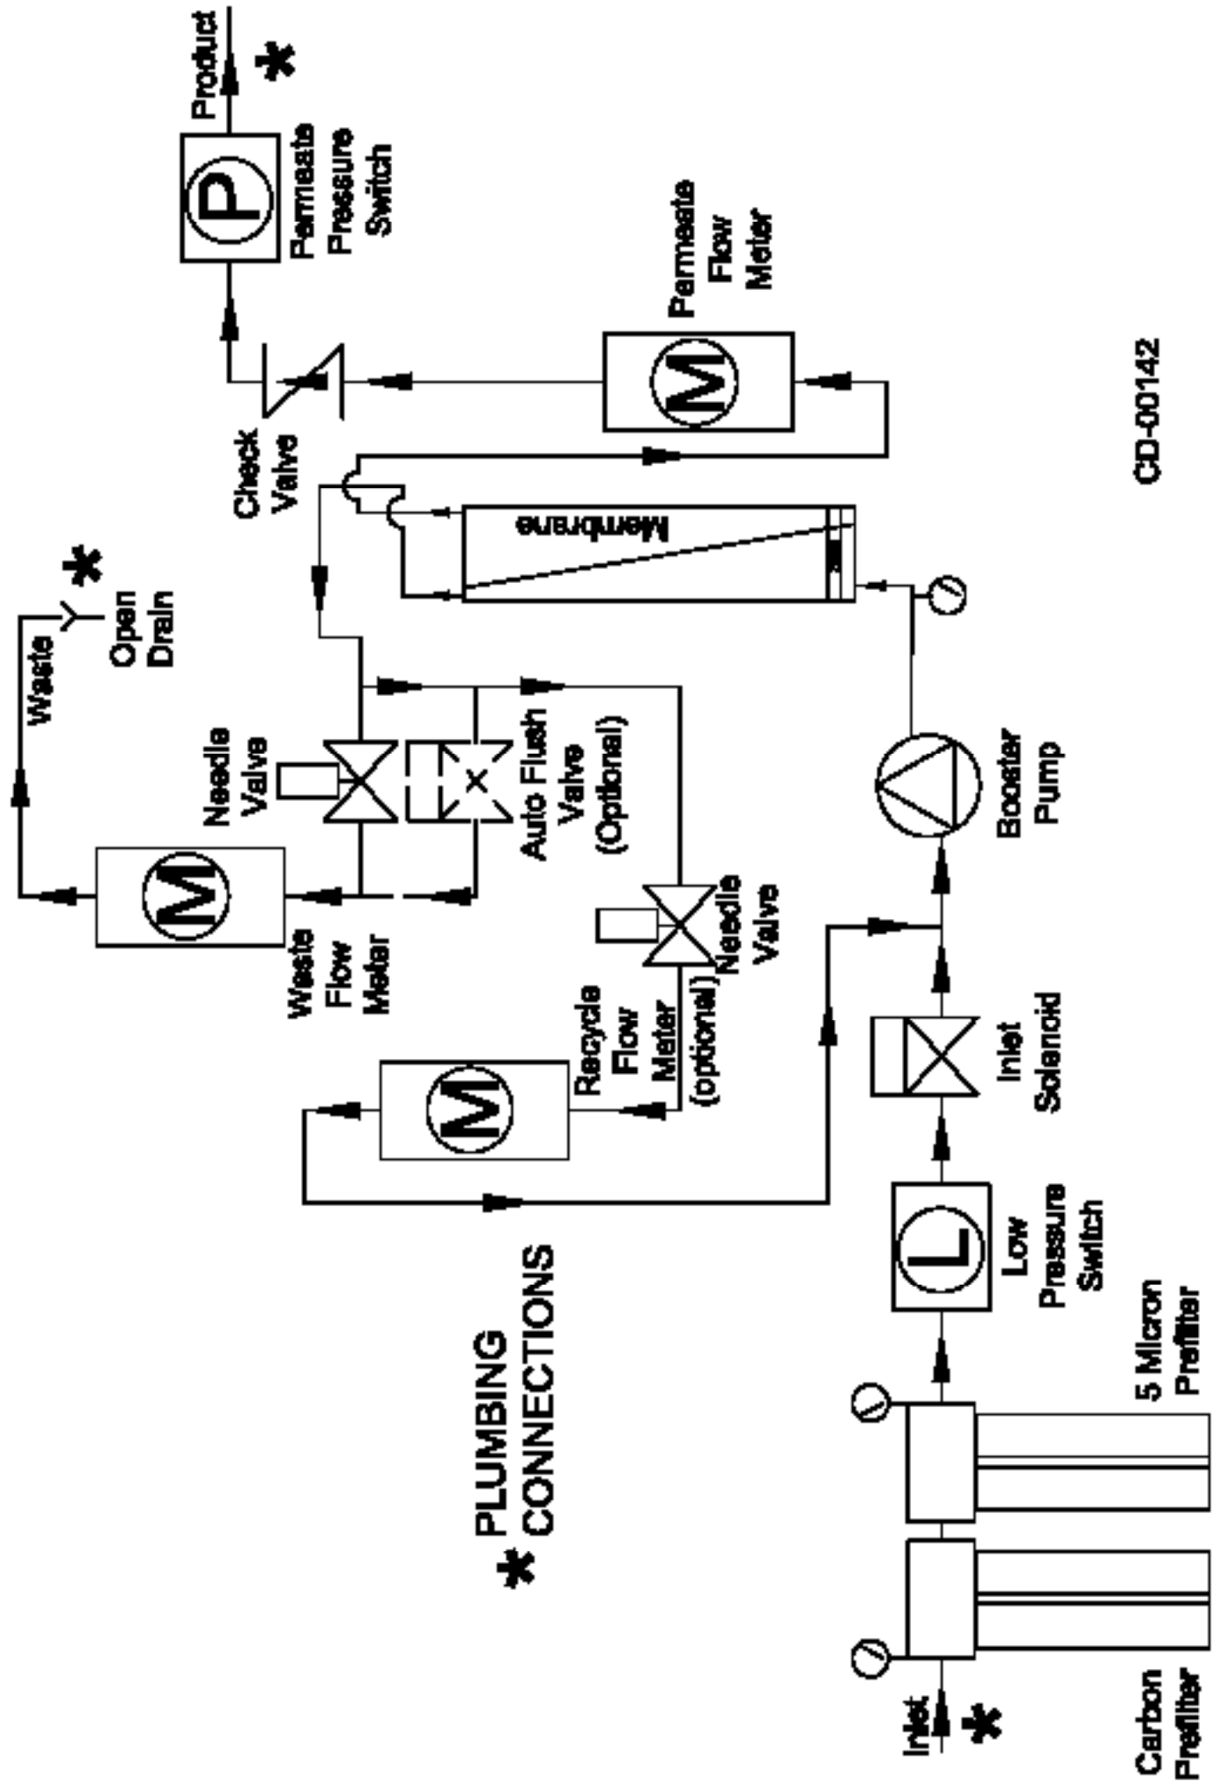 Waste
Open
Drain
*
Product
*
P
Permeate
Pressure
Switch
Check
Valve
M
Waste
Flow
Meter
Needle
Valve
Auto Flush
Valve
(Optional)
Membrane
M
Permeate
Flow
Meter
M
Recycle
Flow
Meter
(optional)
Needle
Valve
* PLUMBING
CONNECTIONS
Inlet
*
Carbon
Prefilter
5 Micron
Prefilter
L
Low
Pressure
Switch
Inlet
Solenoid
Booster
Pump
CD-00142